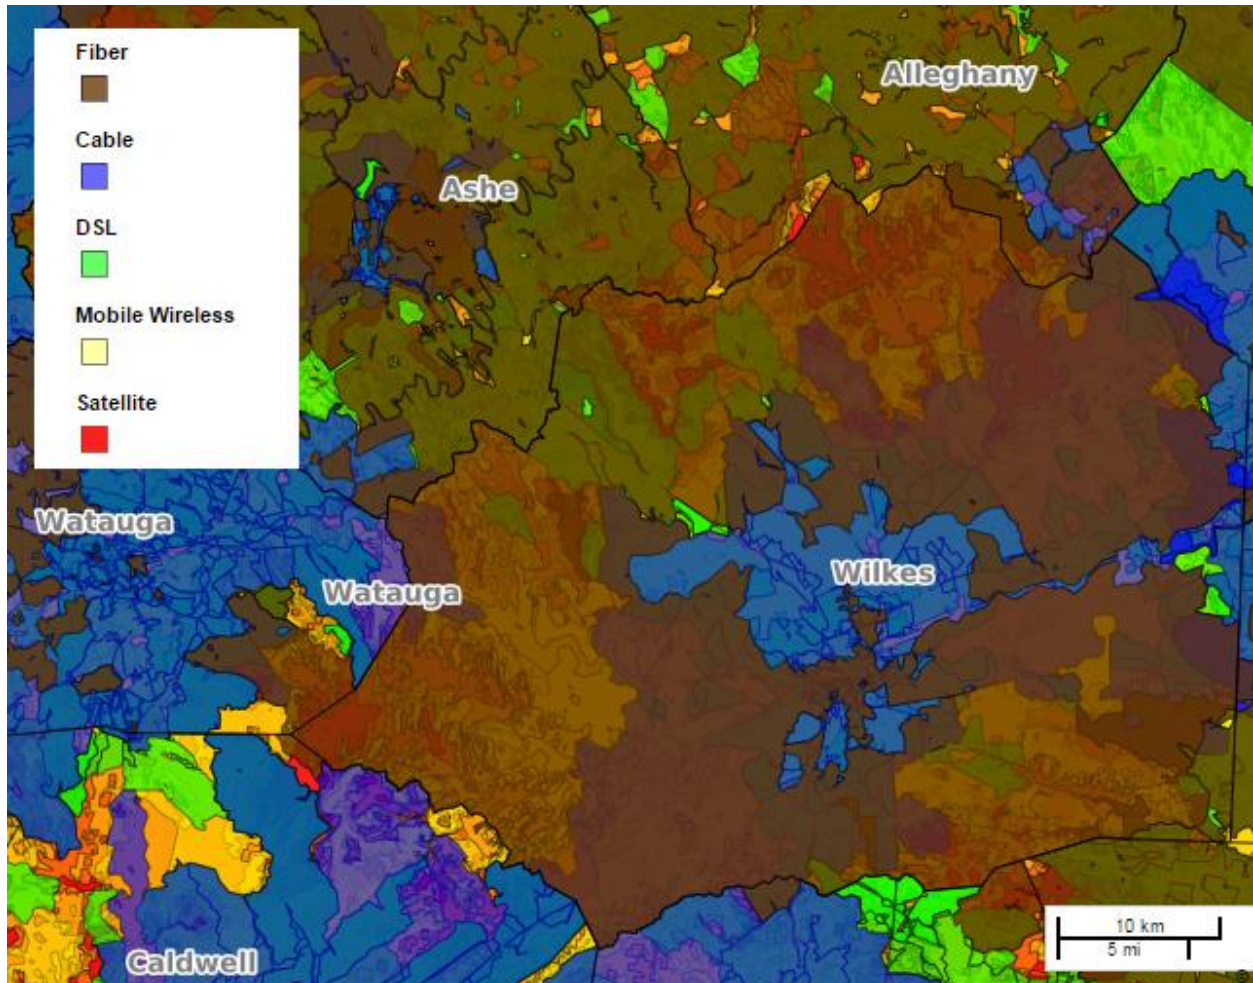 Fiber
Cable
DSL
Mobile Wireless
Satellite
Alleghany
Ashe
Watauga
Watauga
Wilkes
Caldwell
10 km
5 mi
©